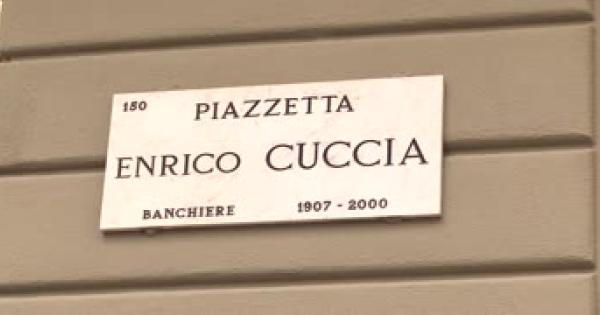 150
PIAZZETTA
ENRICO CUCCIA
BANCHIERE 1907 - 2000